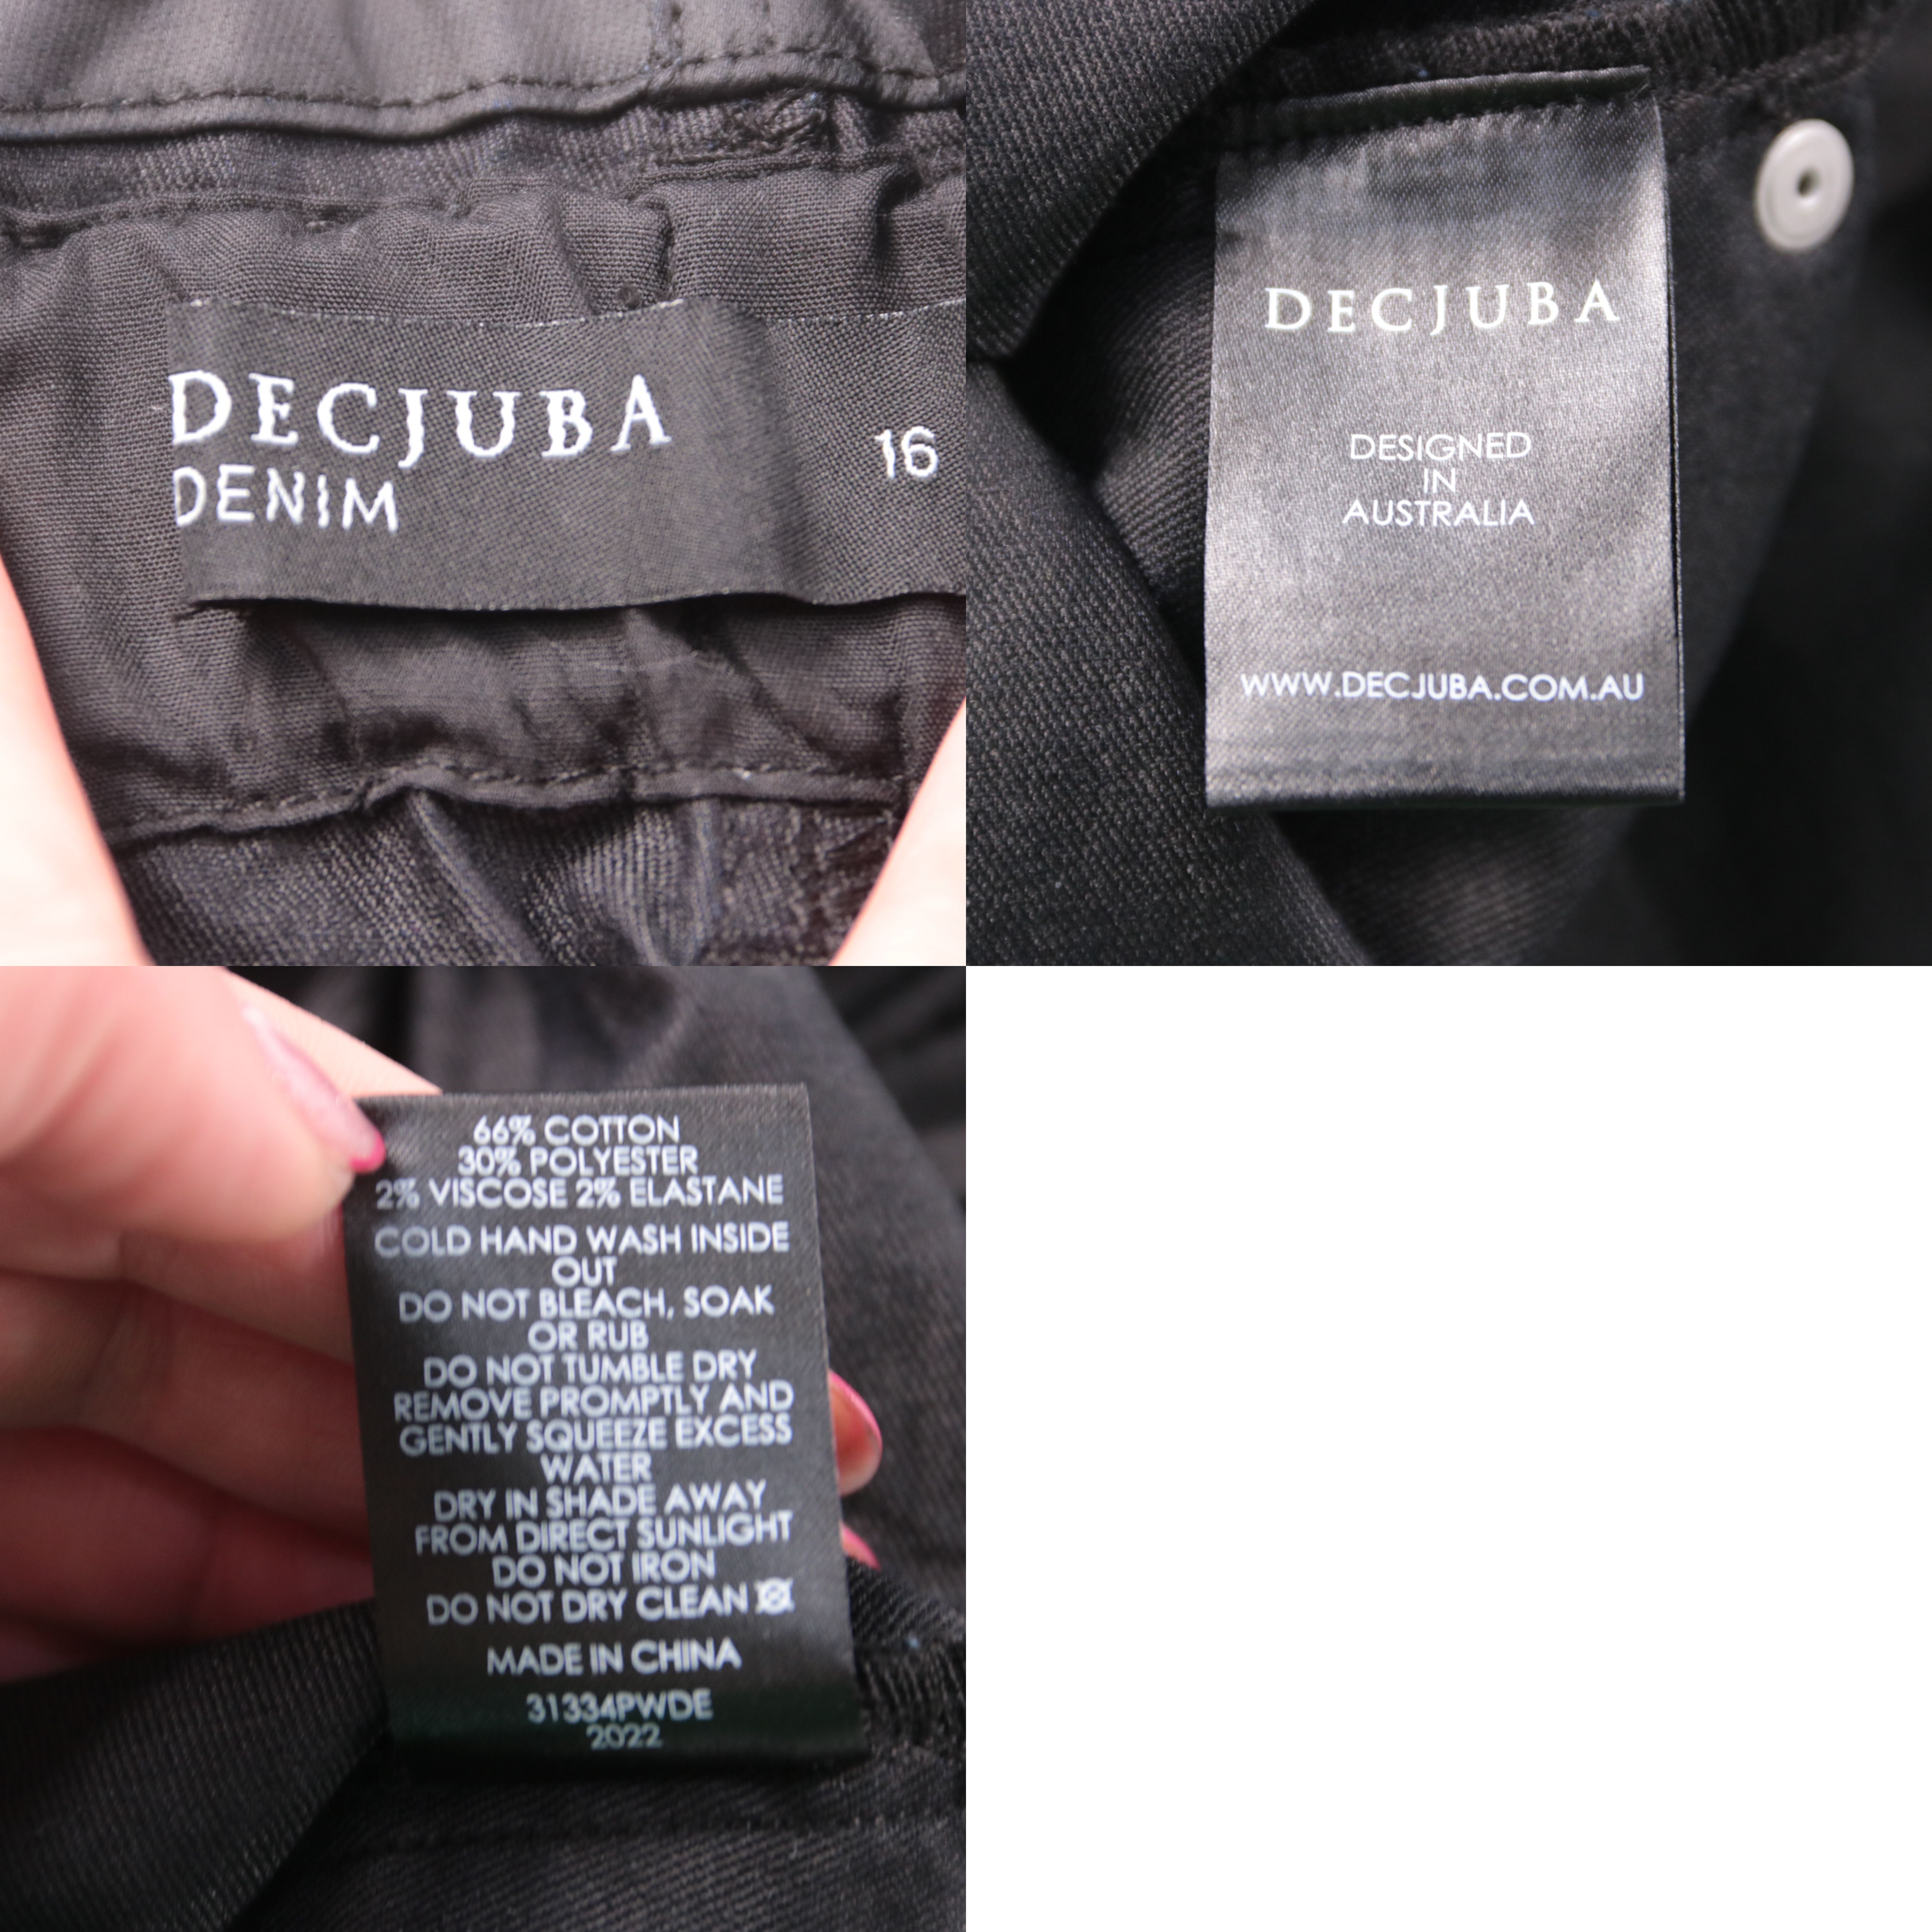 DECJUBA
DENIM
16
DECJUBA
DESIGNED
IN
AUSTRALIA
WWW.DECJUBA.COM.AU
66% COTTON
30% POLYESTER
2% VISCOSE 2% ELASTANE
COLD HAND WASH INSIDE
OUT
DO NOT BLEACH, SOAK
OR RUB
DO NOT TUMBLE DRY
REMOVE PROMPTLY AND
GENTLY SQUEEZE EXCESS
WATER
DRY IN SHADE AWAY
FROM DIRECT SUNLIGHT
DO NOT IRON
DO NOT DRY CLEAN
MADE IN CHINA
31334PWDE
2022